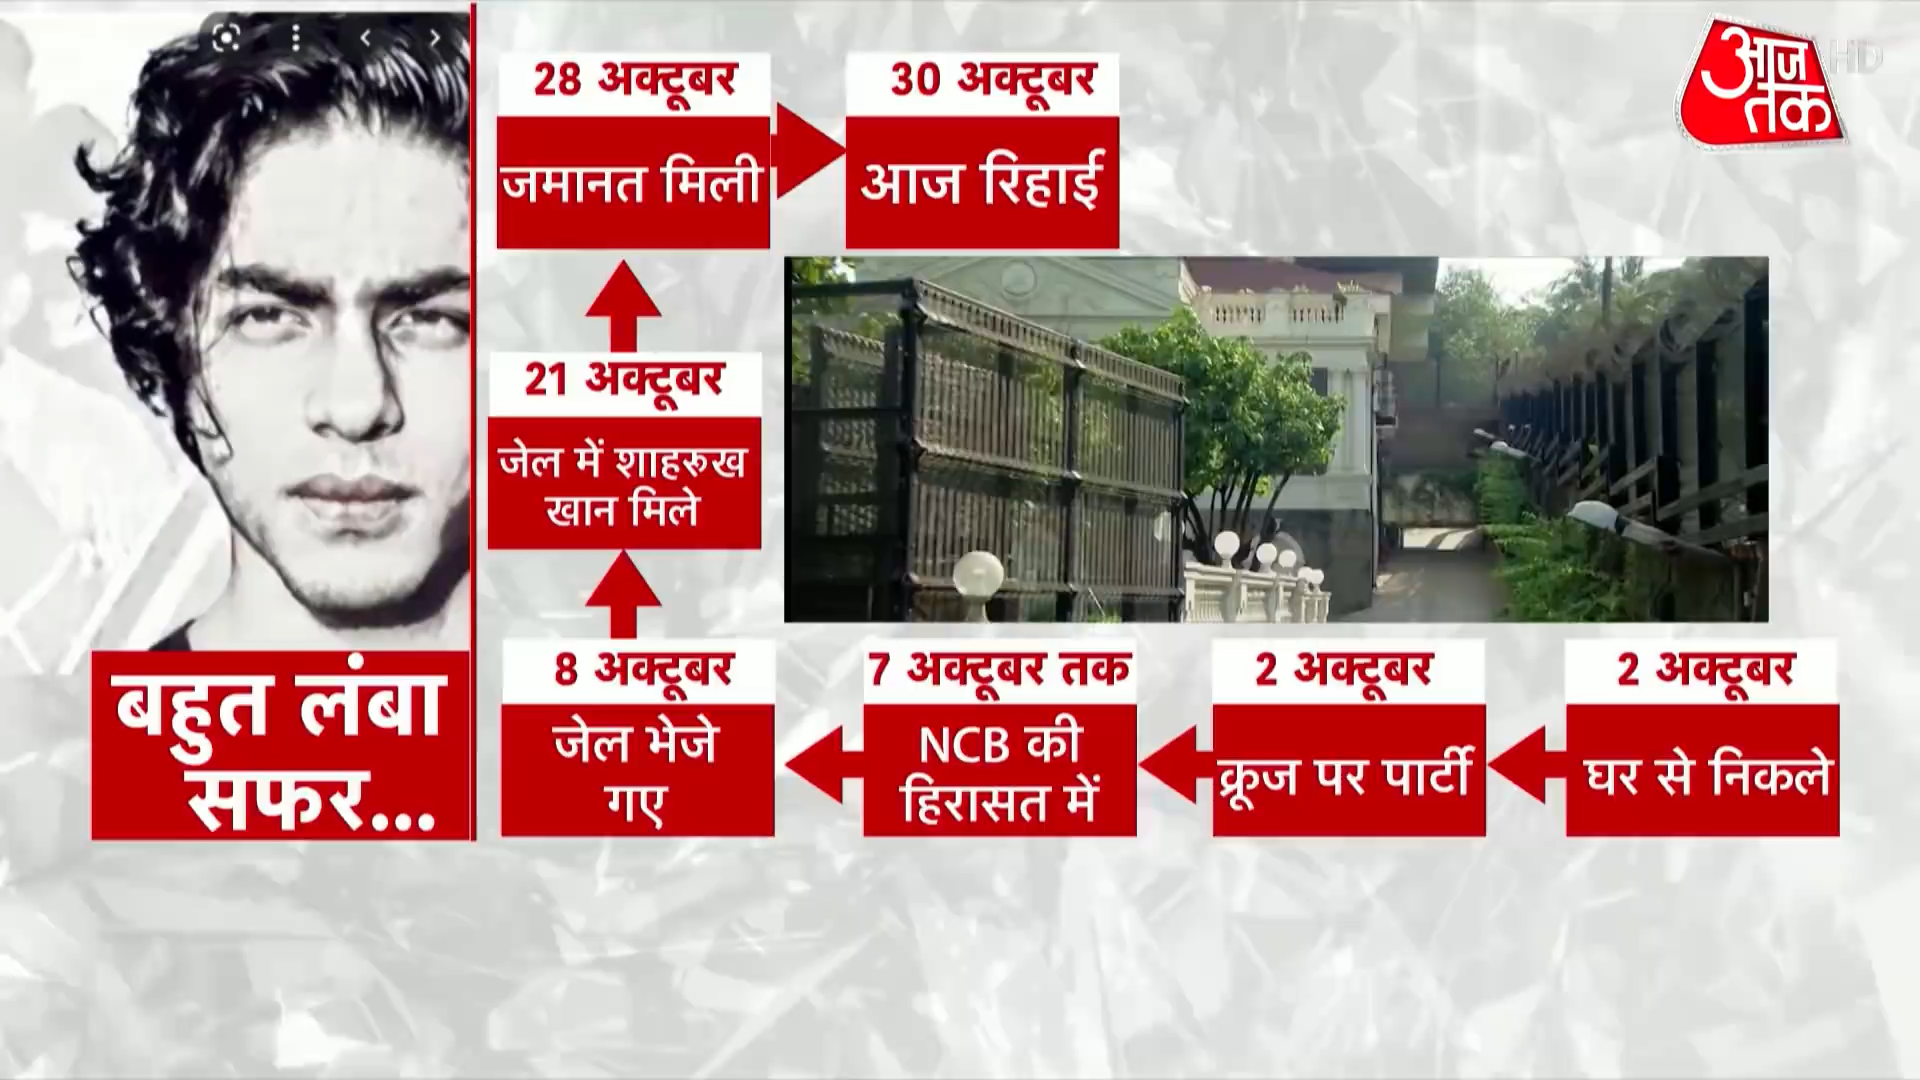 28 अक्टूबर
जमानत मिली
30 अक्टूबर
आज रिहाई
आज
तक
HD
21 अक्टूबर
जेल में शाहरूख
खान मिले
8 अक्टूबर
जेल भेजे
गए
7 अक्टूबर तक
NCB की
हिरासत में
2 अक्टूबर
क्रूज पर पार्टी
2 अक्टूबर
घर से निकले
बहुत लंबा
सफर...